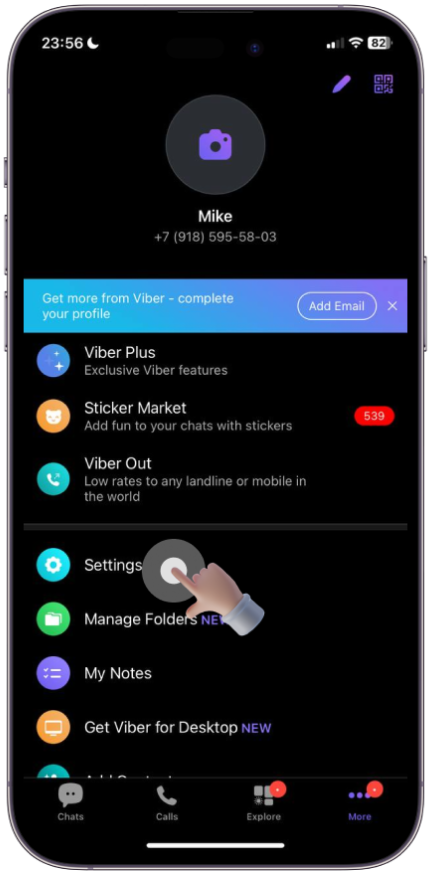 23:56
82
Mike
+7 (918) 595-58-03
Get more from Viber - complete
your profile
Add Email
Viber Plus
Exclusive Viber features
Sticker Market
Add fun to your chats with stickers
539
Viber Out
Low rates to any landline or mobile in
the world
Settings
Manage Folders NEW
My Notes
Get Viber for Desktop NEW
Add Contact
Chats
Calls
Explore
More